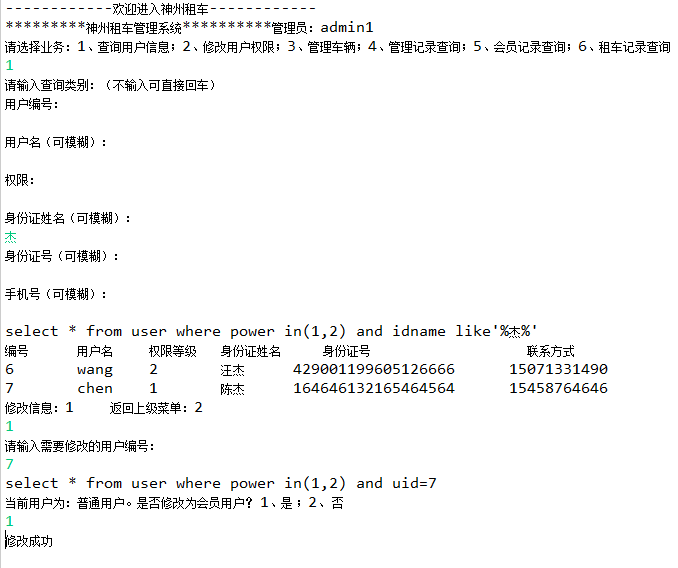 ------------欢迎进入神州租车------------
*********神州租车管理系统**********管理员：admin1
请选择业务：1、查询用户信息；2、修改用户权限；3、管理车辆；4、管理记录查询；5、会员记录查询；6、租车记录查询
1
请输入查询类别：（不输入可直接回车）
用户编号：
用户名（可模糊）：
权限：
身份证姓名（可模糊）：
杰
身份证号（可模糊）：
手机号（可模糊）：
select * from user where power in(1,2) and idname like'%杰%'
编号 用户名 权限等级 身份证姓名 身份证号 联系方式
6 wang 2 汪杰 429001199605126666 15071331490
7 chen 1 陈杰 164646132165464564 15458764646
修改信息：1 返回上级菜单：2
1
请输入需要修改的用户编号：
7
select * from user where power in(1,2) and uid=7
当前用户为：普通用户。是否修改为会员用户？1、是；2、否
1
修改成功